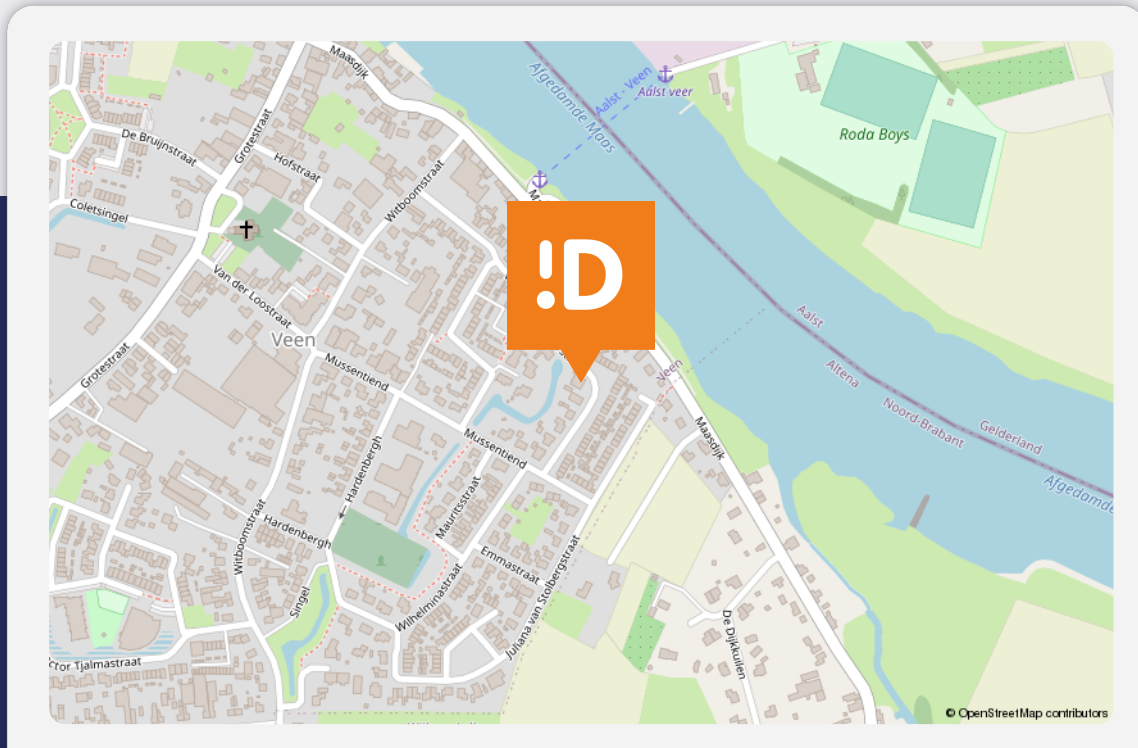 Maasdijk
Afgedamde Maas
Aalst - Veen
Aalst veer
Roda Boys
Grotestraat
De Bruijnstraat
Hofstraat
Witboomstraat
Coletsingel
!D
Van der Loostraat
Veen
Mussentiend
Grotestraat
Veen
Aalst
Altena
Noord-Brabant
Gelderland
Afgedamde
Maasdijk
Hardenbergh
Mussentiend
Mauritsstraat
Witboomstraat
Hardenbergh
Emmastraat
Wilhelminastraat
Juliana van Stolbergstraat
Singel
De Dijkkuilen
ctor Tjalmastraat
© OpenStreetMap contributors